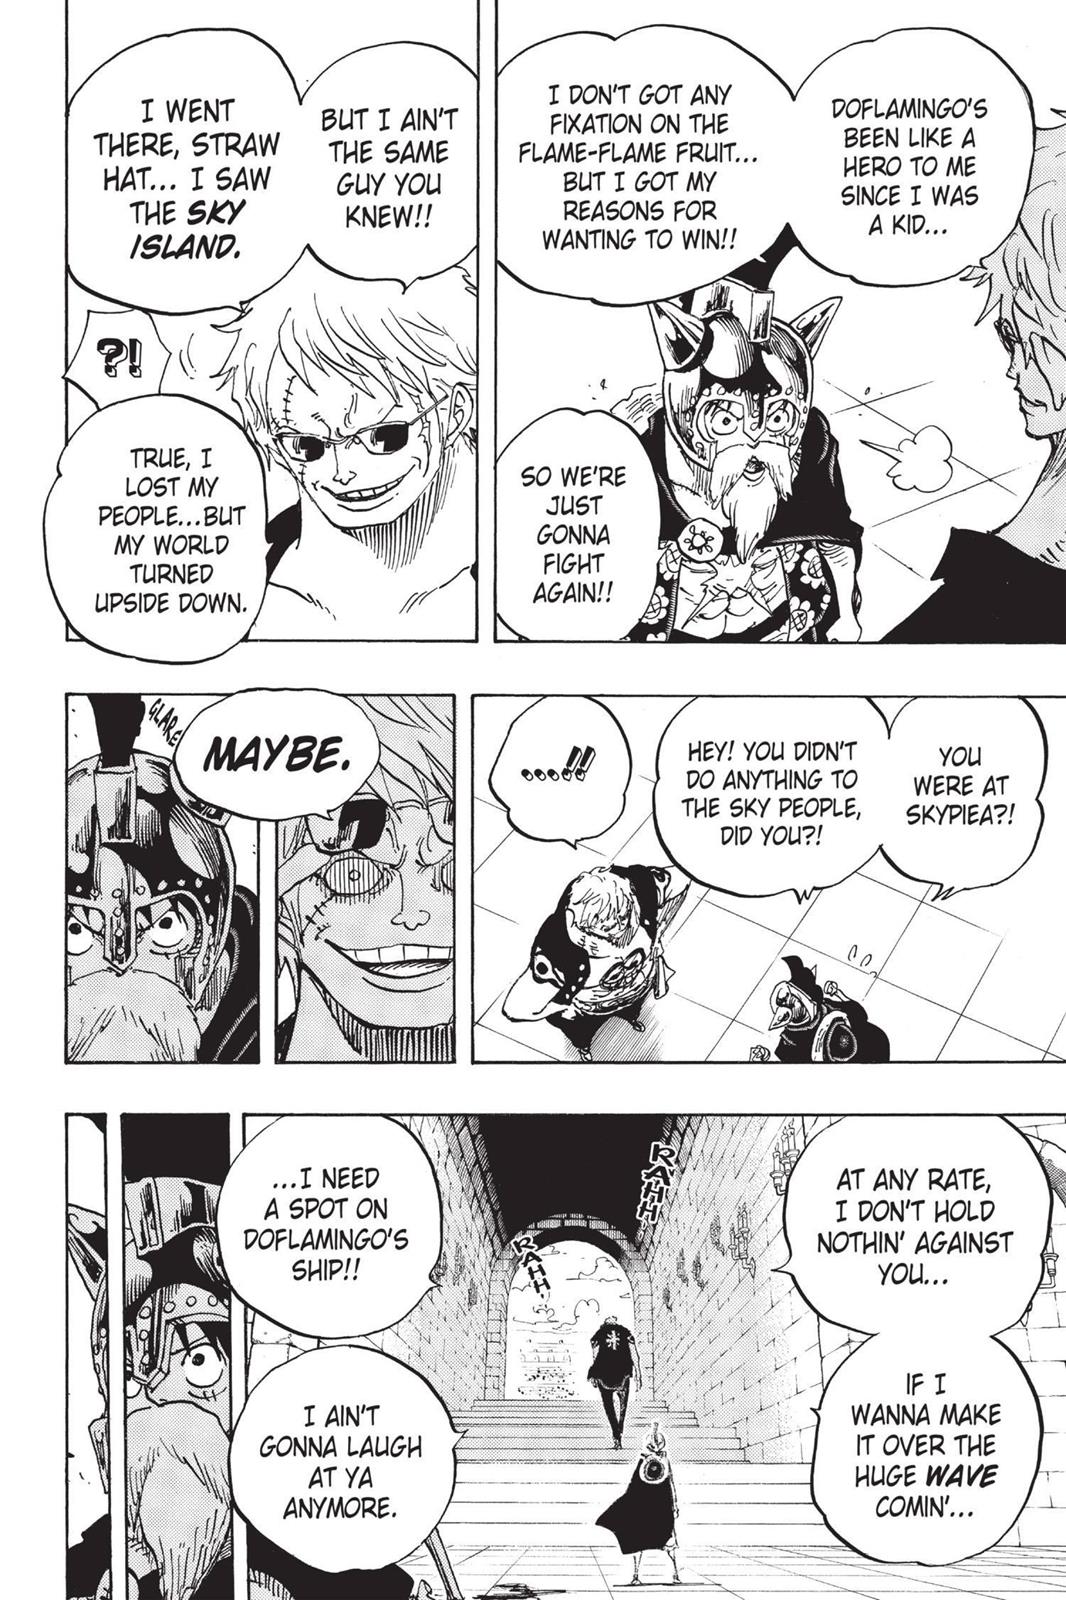 DOFLAMINGO'S
BEEN LIKE A
HERO TO ME
SINCE I WAS
A KID...
I DON'T GOT ANY
FIXATION ON THE
FLAME-FLAME FRUIT...
BUT I GOT MY
REASONS FOR
WANTING TO WIN!!
SO WE'RE
JUST
GONNA
FIGHT
AGAIN!!
BUT I AIN'T
THE SAME
GUY YOU
KNEW!!
I WENT
THERE, STRAW
HAT... I SAW
THE SKY
ISLAND.
?!
TRUE, I
LOST MY
PEOPLE...BUT
MY WORLD
TURNED
UPSIDE DOWN.
YOU
WERE AT
SKYPIEA?!
HEY! YOU DIDN'T
DO ANYTHING TO
THE SKY PEOPLE,
DID YOU?!
...!!
MAYBE.
GLARE
AT ANY RATE,
I DON'T HOLD
NOTHIN' AGAINST
YOU...
IF I
WANNA MAKE
IT OVER THE
HUGE WAVE
COMIN'...
RAHH
RAHH
...I NEED
A SPOT ON
DOFLAMINGO'S
SHIP!!
I AIN'T
GONNA LAUGH
AT YA
ANYMORE.